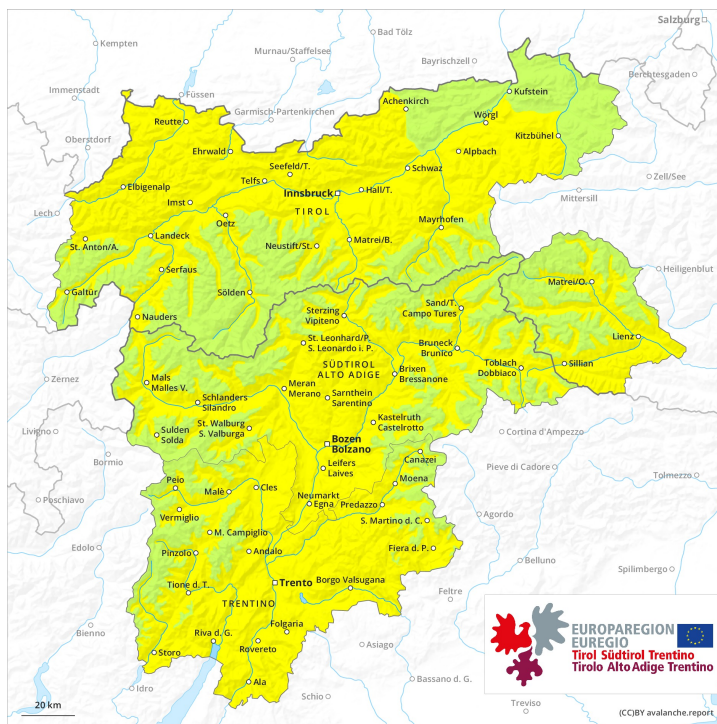 Salzburg
Kempten
Bad Tölz
Murnau/Staffelsee
Bayrischzell
Berchtesgaden
Immenstadt
Füssen
Garmisch-Partenkirchen
Achenkirch
Kufstein
Reutte
Wörgl
Kitzbühel
Oberstdorf
Ehrwald
Alpbach
Seefeld/T.
Schwaz
Zell/See
Telfs
Elbigenalp
Innsbruck
Hall/T.
Mittersill
Imst
Lech
TIROL
Oetz
Mayrhofen
St. Anton/A.
Landeck
Neustift/St.
Matrei/B.
Serfaus
Heiligenblut
Galtür
Sölden
Matrei/O.
Nauders
Sterzing
Vipiteno
Sand/T.
Campo Tures
Lienz
St. Leonhard/P.
S. Leonardo i. P.
Bruneck
Brunico
Toblach
Dobbiaco
Sillian
SÜDTIROL
ALTO ADIGE
Zernez
Mals
Malles V.
Meran
Merano
Brixen
Bressanone
Schlanders
Silandro
Sarnthein
Sarentino
St. Walburg
S. Valburga
Kastelruth
Castelrotto
Livigno
Sulden
Solda
Cortina d'Ampezzo
Bozen
Bolzano
Canazei
Bormio
Leifers
Laives
Pieve di Cadore
Tolmezzo
Moena
Peio
Malè
Cles
Neumarkt
Egna
Predazzo
Poschiavo
Vermiglio
Agordo
S. Martino d. C.
M. Campiglio
Edolo
Pinzolo
Andalo
Fiera d. P.
Belluno
Spilimbergo
Tione d. T.
Trento
Borgo Valsugana
Feltre
TRENTINO
Bienno
Folgaria
Riva d. G.
Rovereto
Asiago
Storo
Bassano d. G.
Idro
Ala
Schio
Treviso
EUROPAREGION
EUREGIO
Tirol Südtirol Trentino
Tirolo Alto Adige Trentino
20 km
(CC)BY avalanche.report